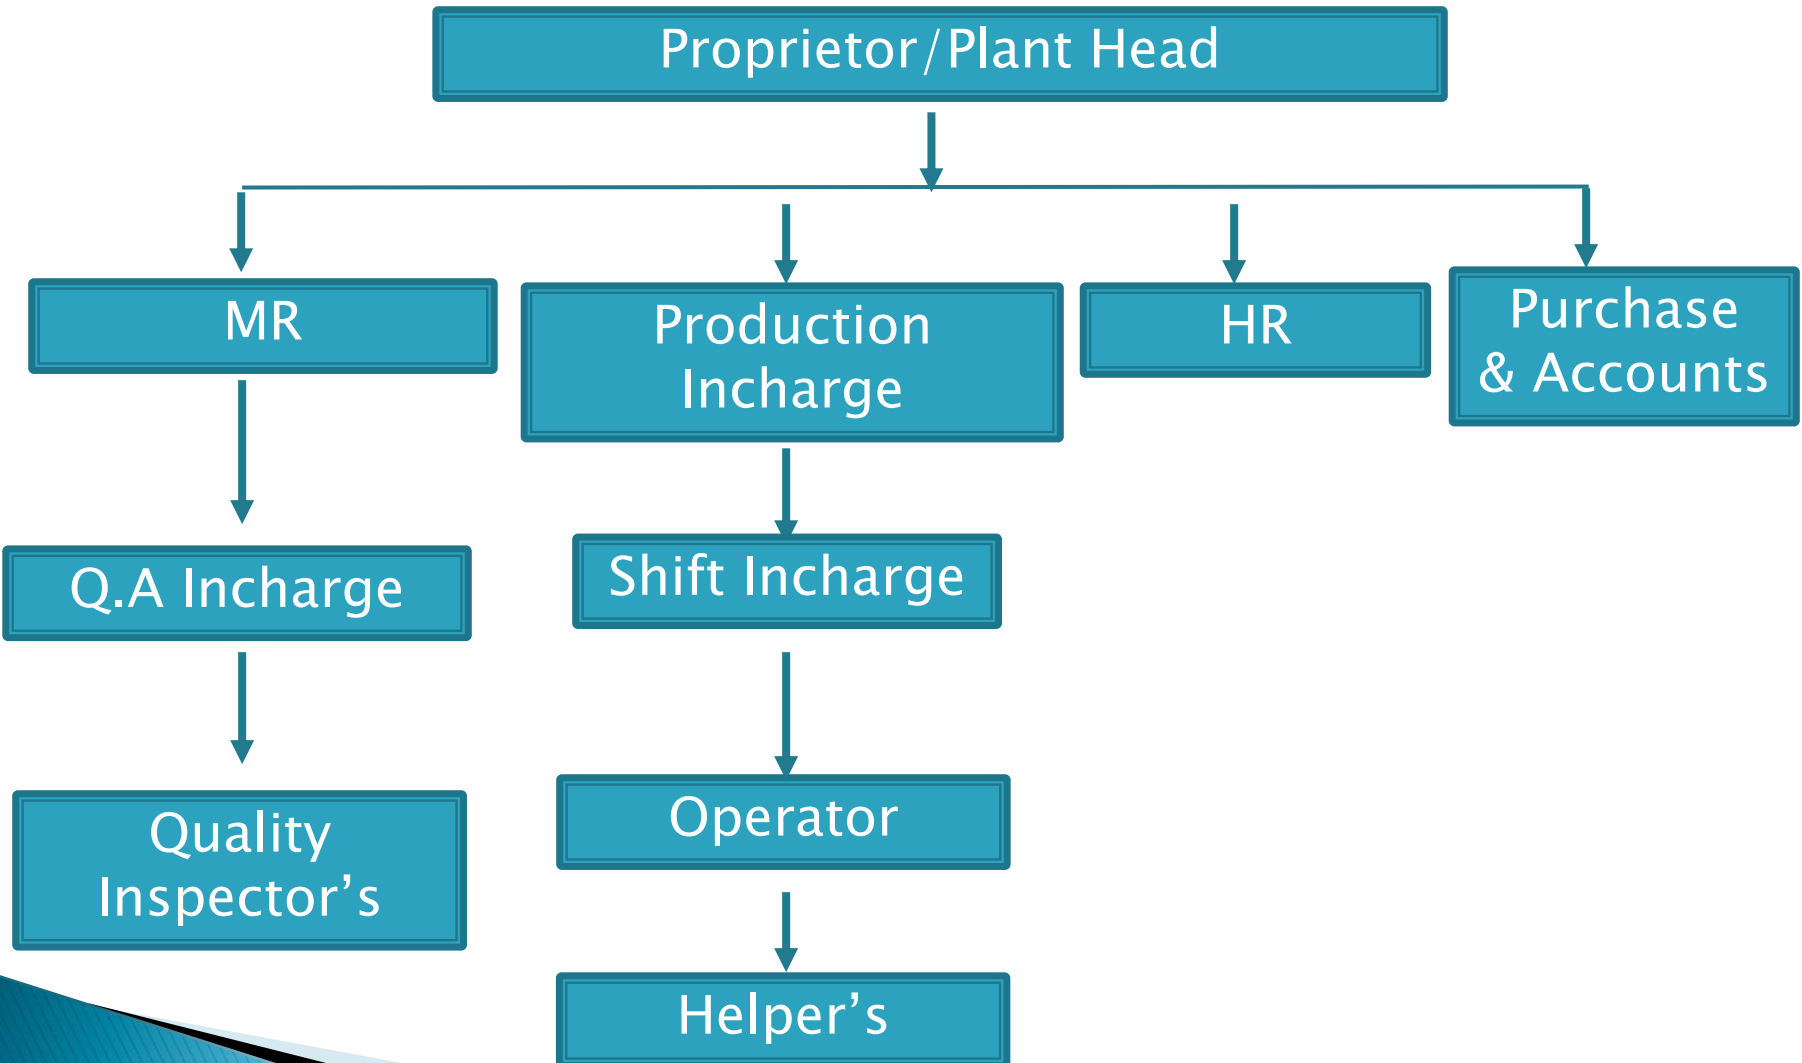 Proprietor/Plant Head
MR
Production
Incharge
HR
Purchase
& Accounts
Q.A Incharge
Shift Incharge
Quality
Inspector’s
Operator
Helper’s